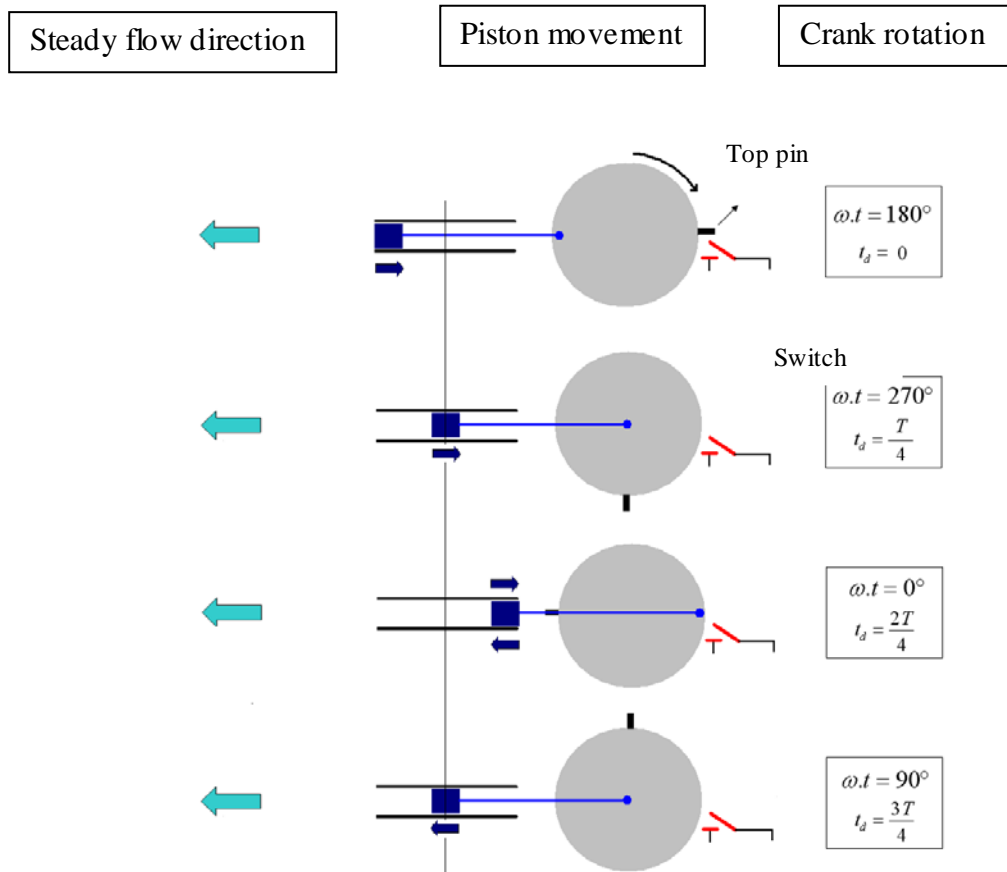 Steady flow direction
Piston movement
Crank rotation
Top pin
ω.t = 180°
t_d = 0
Switch
ω.t = 270°
t_d = T/4
ω.t = 0°
t_d = 2T/4
ω.t = 90°
t_d = 3T/4